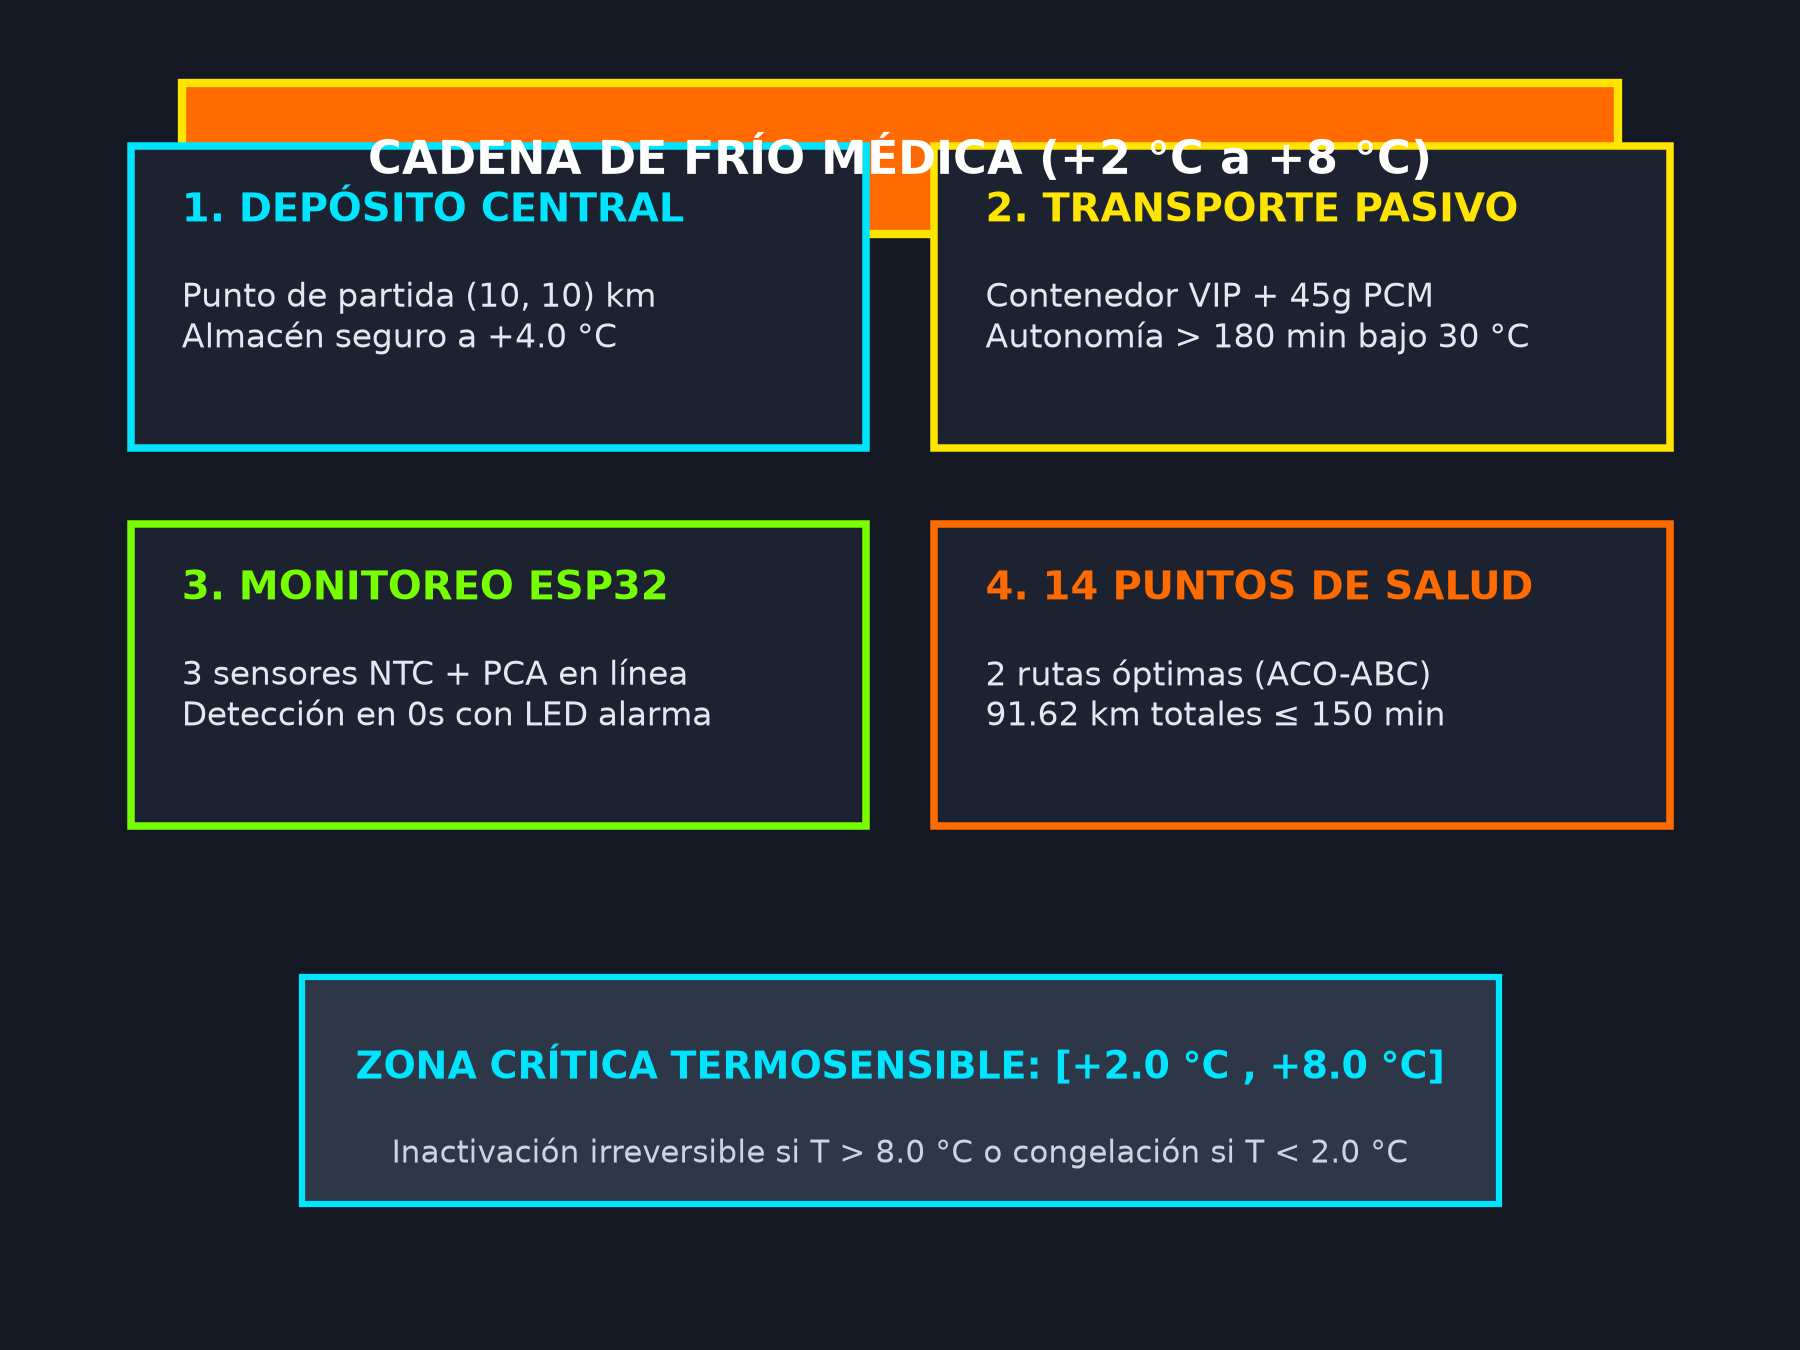 CADENA DE FRÍO MÉDICA (+2 °C a +8 °C)
1. DEPÓSITO CENTRAL
Punto de partida (10, 10) km
Almacén seguro a +4.0 °C
2. TRANSPORTE PASIVO
Contenedor VIP + 45g PCM
Autonomía > 180 min bajo 30 °C
3. MONITOREO ESP32
3 sensores NTC + PCA en línea
Detección en 0s con LED alarma
4. 14 PUNTOS DE SALUD
2 rutas óptimas (ACO-ABC)
91.62 km totales ≤ 150 min
ZONA CRÍTICA TERMOSENSIBLE: [+2.0 °C , +8.0 °C]
Inactivación irreversible si T > 8.0 °C o congelación si T < 2.0 °C